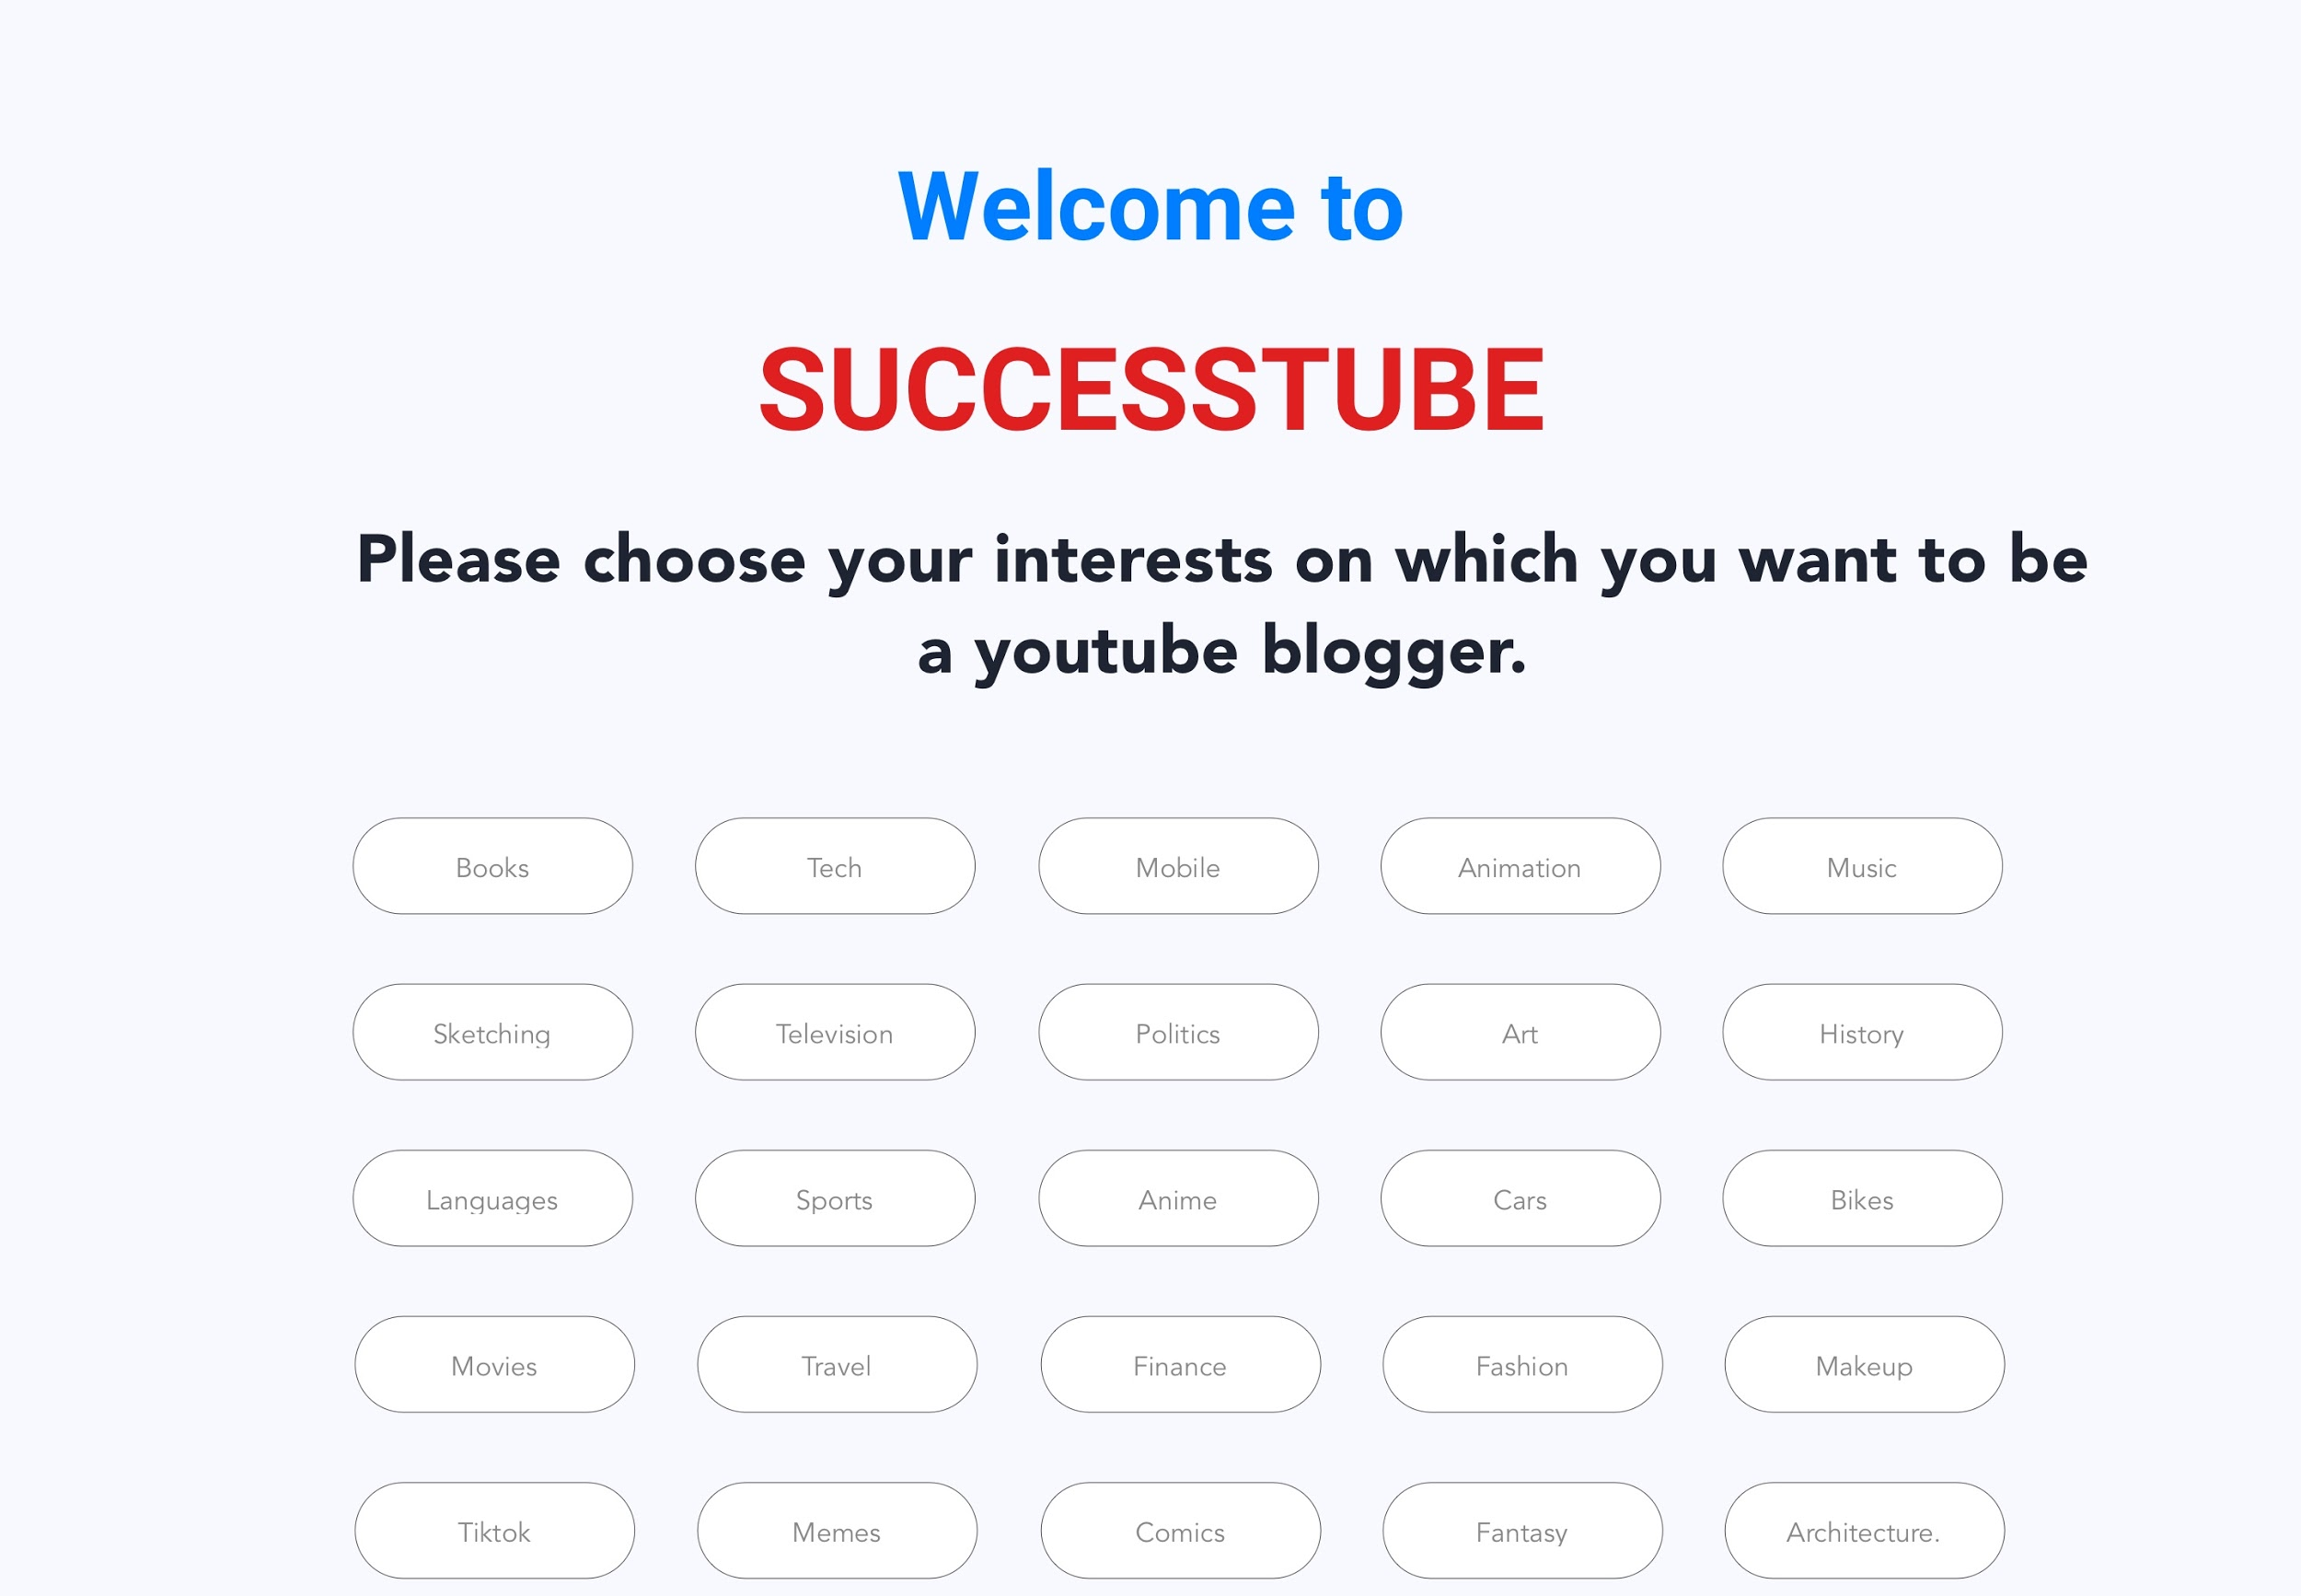 Welcome to
SUCCESSTUBE
Please choose your interests on which you want to be
a youtube blogger.
Books Tech Mobile Animation Music
Sketching Television Politics Art History
Languages Sports Anime Cars Bikes
Movies Travel Finance Fashion Makeup
Tiktok Memes Comics Fantasy Architecture.